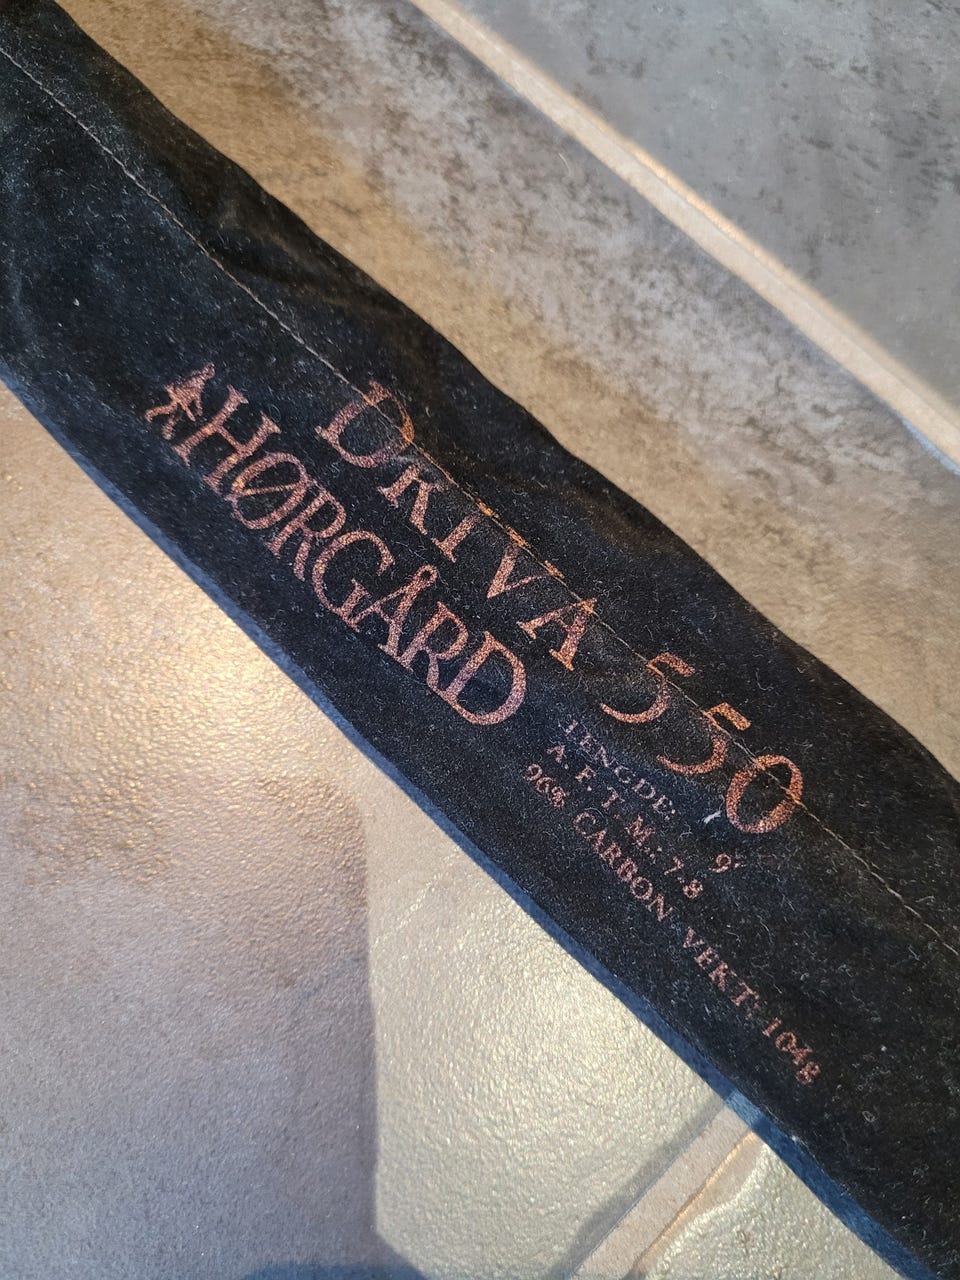 DRIVA 550
HØRGÅRD
LENGDE: 9'
A. F. T. M.: 7-8
96% CARBON VEKT: 104g